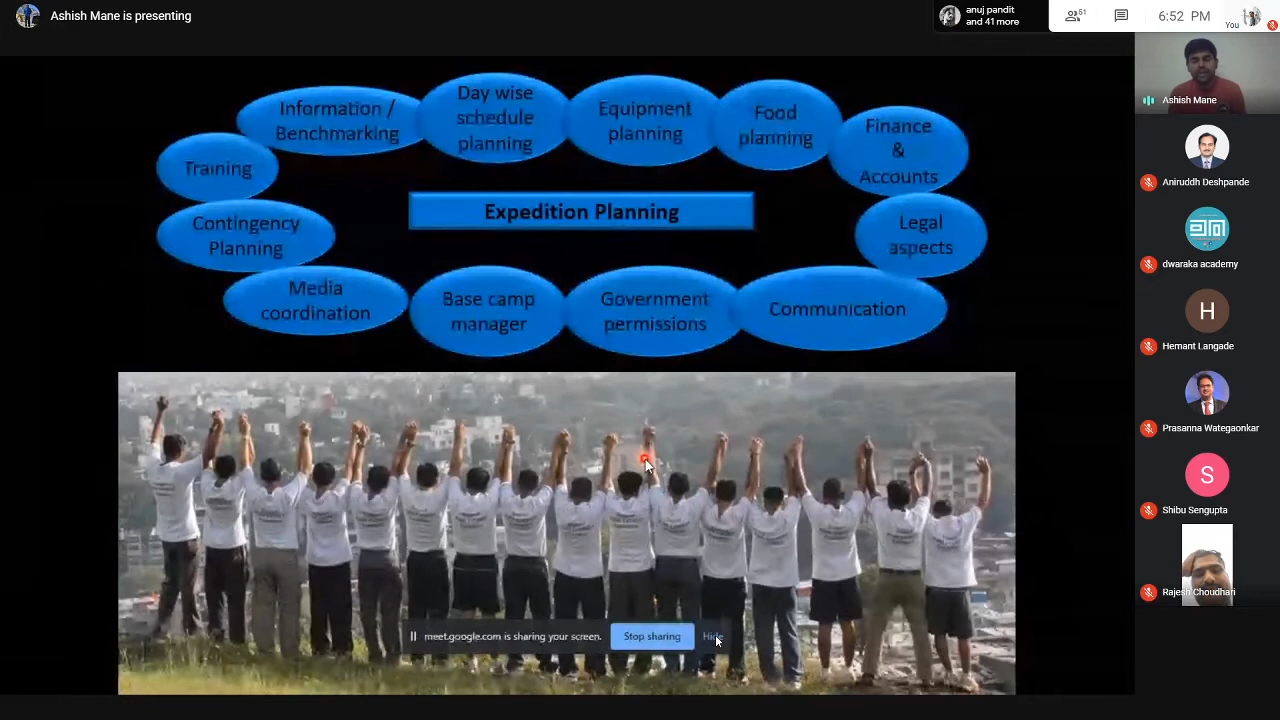 Ashish Mane is presenting
anuj pandit
and 41 more
51
6:52 PM
You
Information /
Benchmarking
Day wise
schedule
planning
Equipment
planning
Food
planning
Finance
&
Accounts
Training
Expedition Planning
Contingency
Planning
Legal
aspects
Media
coordination
Base camp
manager
Government
permissions
Communication
meet.google.com is sharing your screen.
Stop sharing
Hide
Ashish Mane
Aniruddh Deshpande
dwaraka academy
H
Hemant Langade
Prasanna Wategaonkar
S
Shibu Sengupta
Rajesh Choudhari